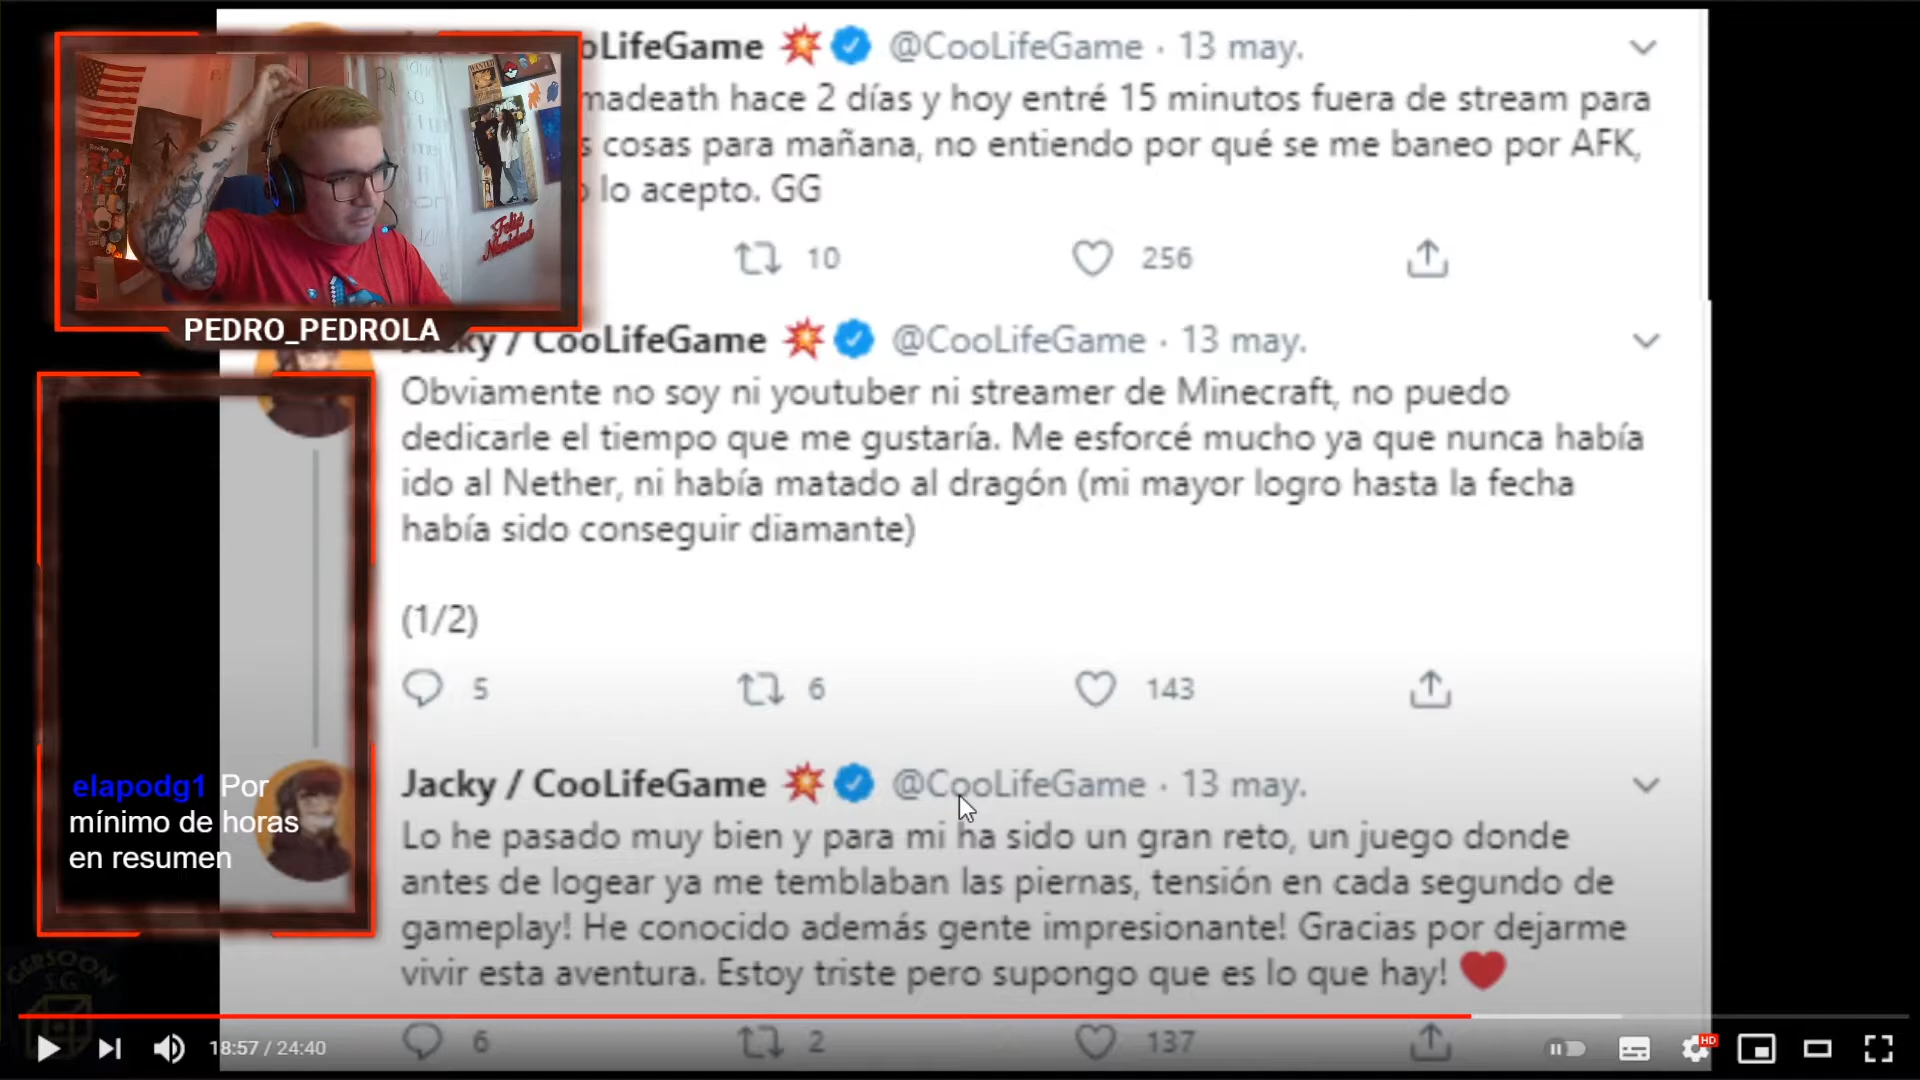 oLifeGame @CooLifeGame · 13 may.
madeath hace 2 días y hoy entré 15 minutos fuera de stream para
cosas para mañana, no entiendo por qué se me baneo por AFK,
lo acepto. GG
10 256
WANTED
Feliz
Navidad
PEDRO_PEDROLA
Jacky / CooLifeGame @CooLifeGame · 13 may.
Obviamente no soy ni youtuber ni streamer de Minecraft, no puedo
dedicarle el tiempo que me gustaría. Me esforcé mucho ya que nunca había
ido al Nether, ni había matado al dragón (mi mayor logro hasta la fecha
había sido conseguir diamante)
(1/2)
5 6 143
elapodg1 Por
mínimo de horas
en resumen
Jacky / CooLifeGame @CooLifeGame · 13 may.
Lo he pasado muy bien y para mi ha sido un gran reto, un juego donde
antes de logear ya me temblaban las piernas, tensión en cada segundo de
gameplay! He conocido además gente impresionante! Gracias por dejarme
vivir esta aventura. Estoy triste pero supongo que es lo que hay!
GERSOON
SG
6 2 137
18:57 / 24:40
HD